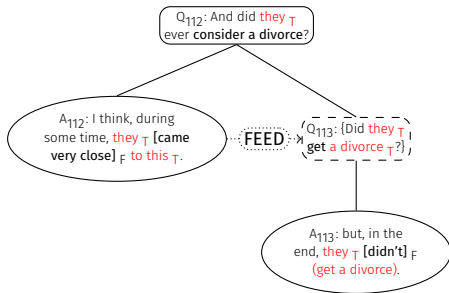 Q112: And did they T
ever consider a divorce?
A112: I think, during
some time, they T [came
very close] F to this T.
FEED
Q113: {Did they T
get a divorce T?}
A113: but, in the
end, they T [didn't] F
(get a divorce).